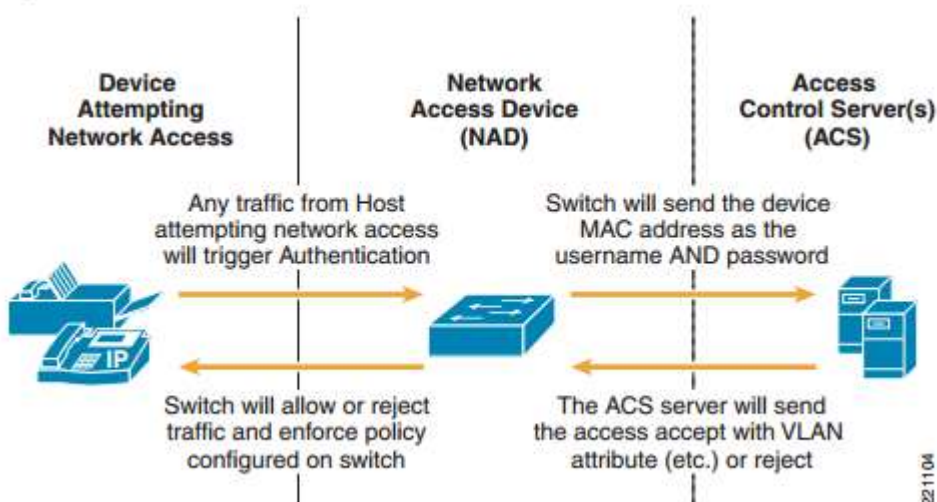 Device
Attempting
Network Access
Network
Access Device
(NAD)
Access
Control Server(s)
(ACS)
Any traffic from Host
attempting network access
will trigger Authentication
Switch will send the device
MAC address as the
username AND password
IP
Switch will allow or reject
traffic and enforce policy
configured on switch
The ACS server will send
the access accept with VLAN
attribute (etc.) or reject
221104